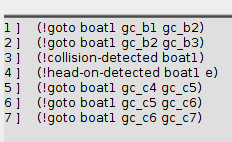 1 ] (!goto boat1 gc_b1 gc_b2)
2 ] (!goto boat1 gc_b2 gc_b3)
3 ] (!collision-detected boat1)
4 ] (!head-on-detected boat1 e)
5 ] (!goto boat1 gc_c4 gc_c5)
6 ] (!goto boat1 gc_c5 gc_c6)
7 ] (!goto boat1 gc_c6 gc_c7)